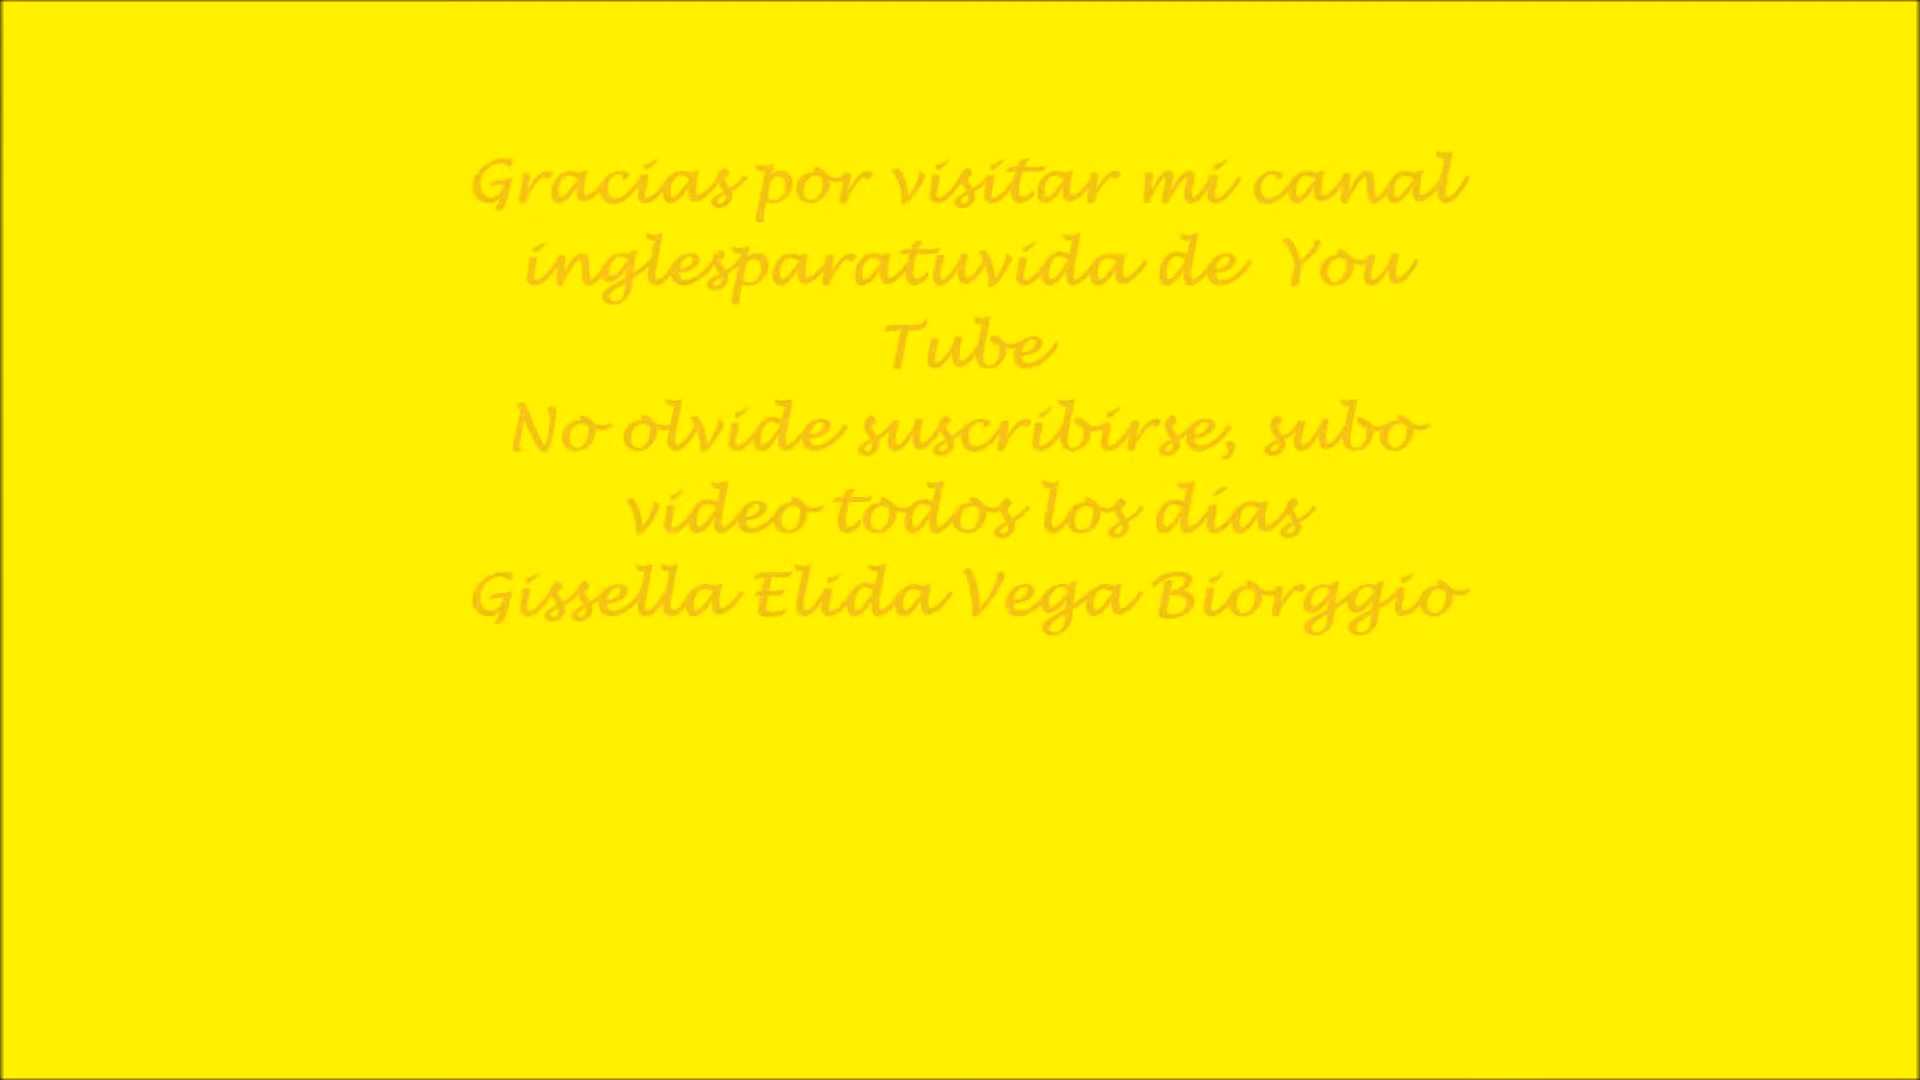 Gracias por visitar mi canal
inglesparatuvida de You
Tube
No olvide suscribirse, subo
video todos los días
Gissella Elida Vega Biorggio